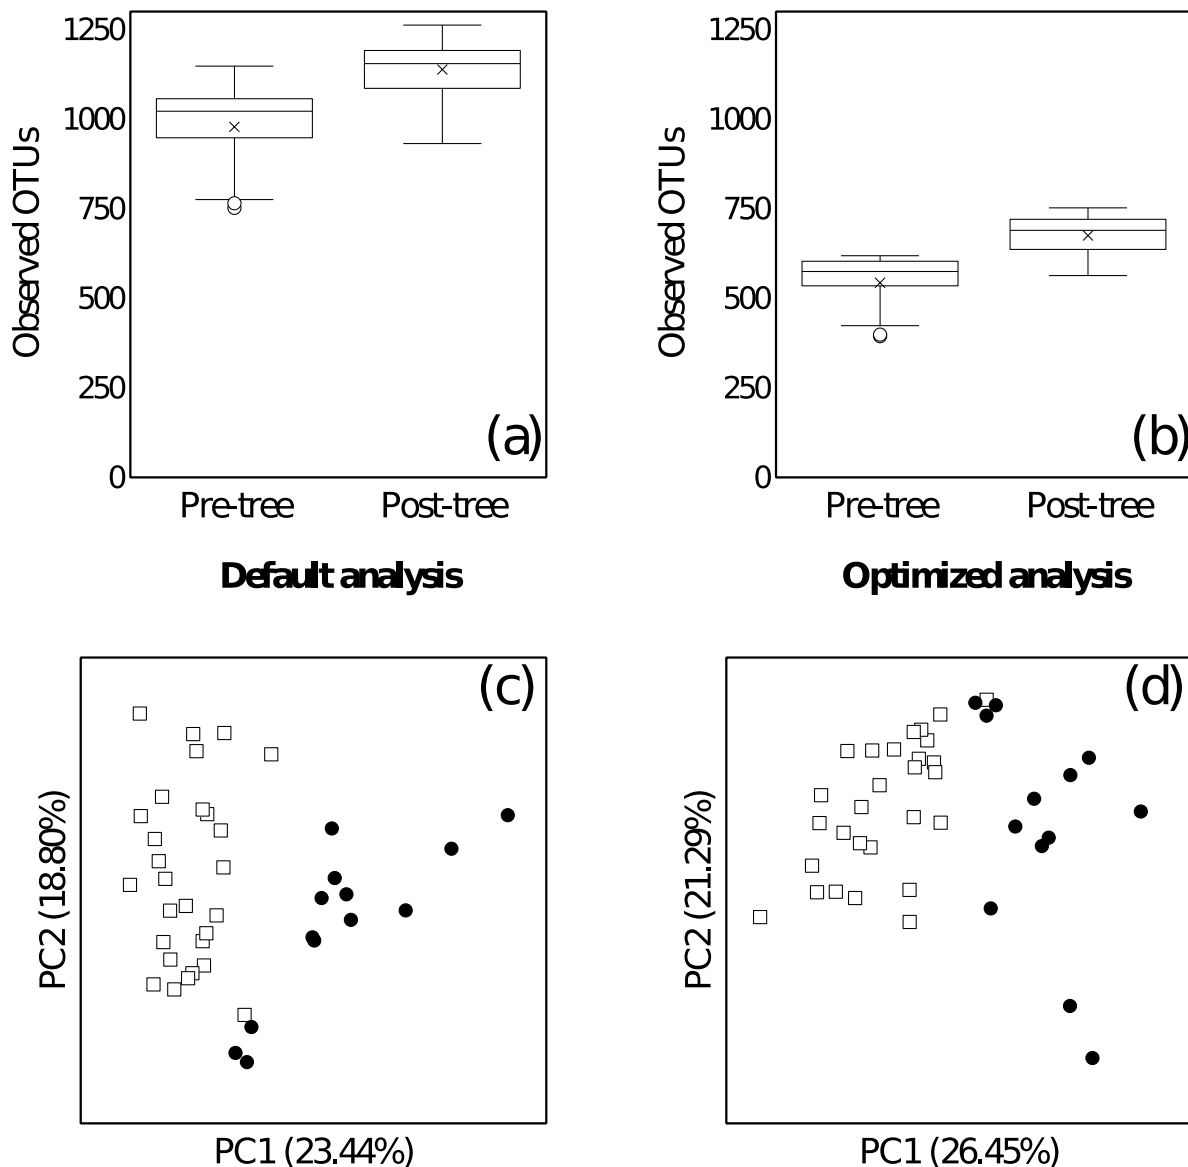 1250
1000
750
500
250
0
Observed OTUs
(a)
Pre-tree Post-tree
Default analysis
1250
1000
750
500
250
0
Observed OTUs
(b)
Pre-tree Post-tree
Optimized analysis
(c)
PC2 (18.80%)
PC1 (23.44%)
(d)
PC2 (21.29%)
PC1 (26.45%)